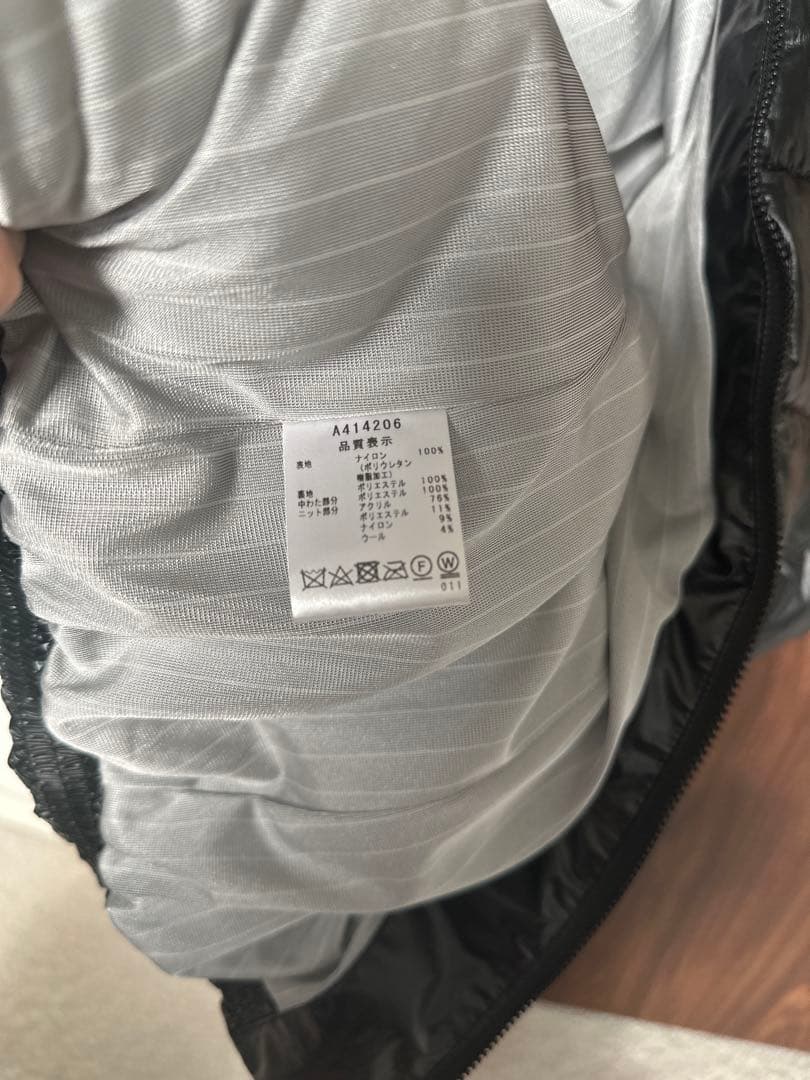 A414206
品質表示
表地 ナイロン 100%
(ポリウレタン
樹脂加工)
裏地 ポリエステル 100%
中わた部分 ポリエステル 100%
ニット部分 アクリル 76%
ポリエステル 11%
ナイロン 9%
ウール 4%
F W
011